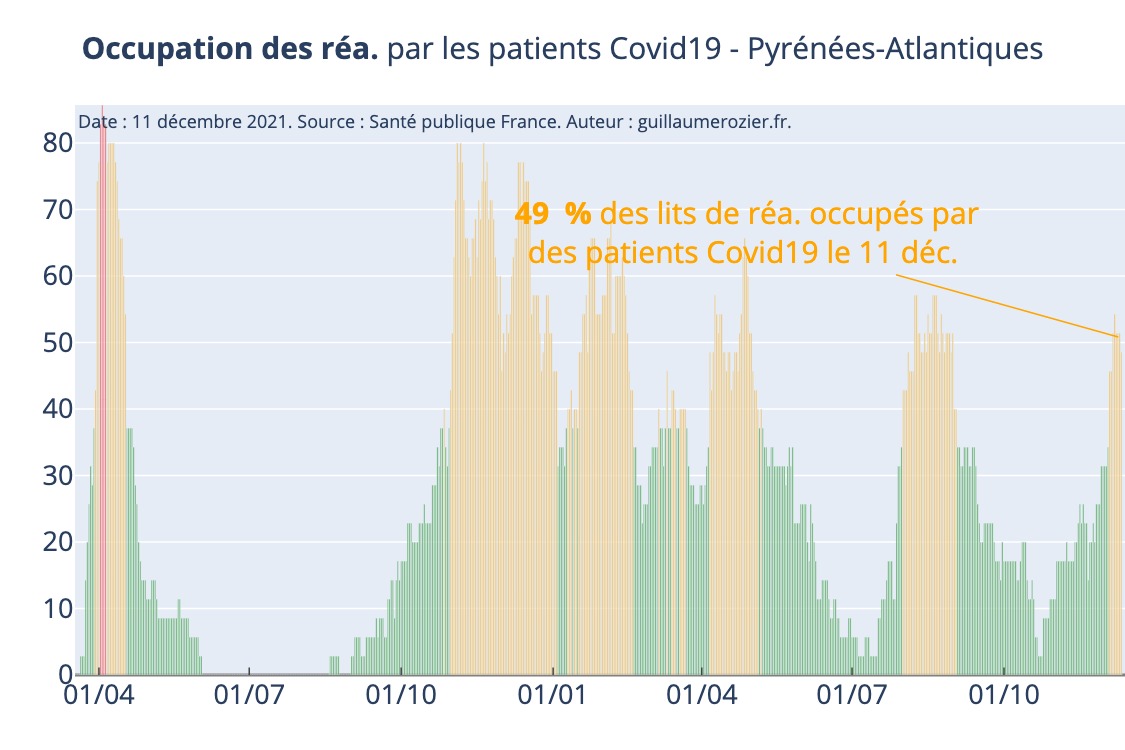 Occupation des réa. par les patients Covid19 - Pyrénées-Atlantiques
Date : 11 décembre 2021. Source : Santé publique France. Auteur : guillaumerozier.fr.
80
70
49 % des lits de réa. occupés par
des patients Covid19 le 11 déc.
60
50
40
30
20
10
0
01/04 01/07 01/10 01/01 01/04 01/07 01/10